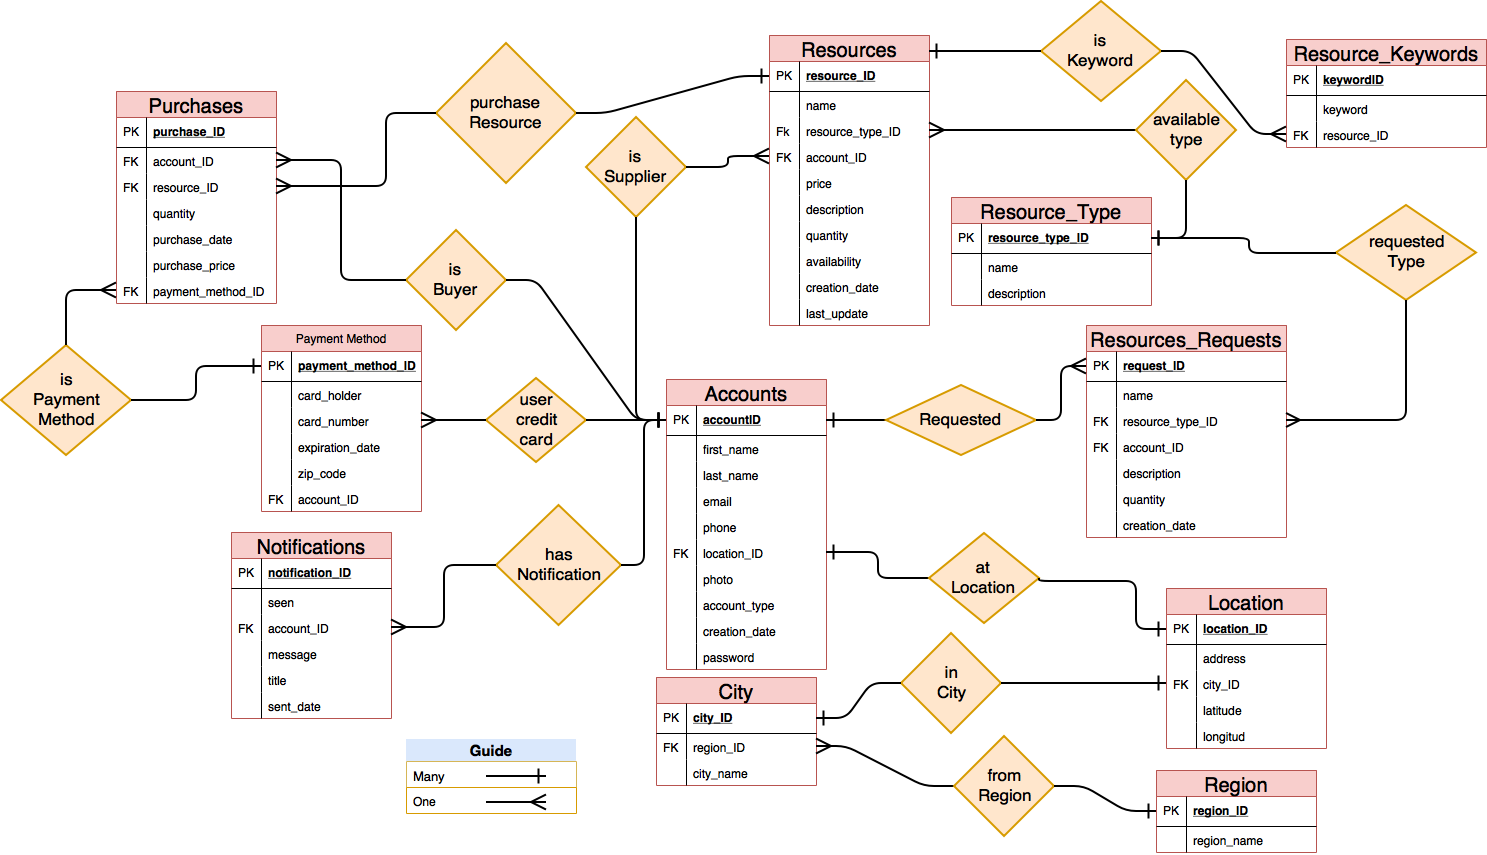 Purchases
PK purchase_ID
FK account_ID
FK resource_ID
quantity
purchase_date
purchase_price
FK payment_method_ID
purchase
Resource
is
Supplier
Resources
PK resource_ID
name
Fk resource_type_ID
FK account_ID
price
description
quantity
availability
creation_date
last_update
is
Keyword
Resource_Keywords
PK keywordID
keyword
FK resource_ID
available
type
Resource_Type
PK resource_type_ID
name
description
requested
Type
is
Buyer
is
Payment
Method
Payment Method
PK payment_method_ID
card_holder
card_number
expiration_date
zip_code
FK account_ID
user
credit
card
Accounts
PK accountID
first_name
last_name
email
phone
FK location_ID
photo
account_type
creation_date
password
Requested
Resources_Requests
PK request_ID
name
FK resource_type_ID
FK account_ID
description
quantity
creation_date
Notifications
PK notification_ID
seen
FK account_ID
message
title
sent_date
has
Notification
at
Location
Location
PK location_ID
address
FK city_ID
latitude
longitud
in
City
City
PK city_ID
FK region_ID
city_name
from
Region
Region
PK region_ID
region_name
Guide
Many
One